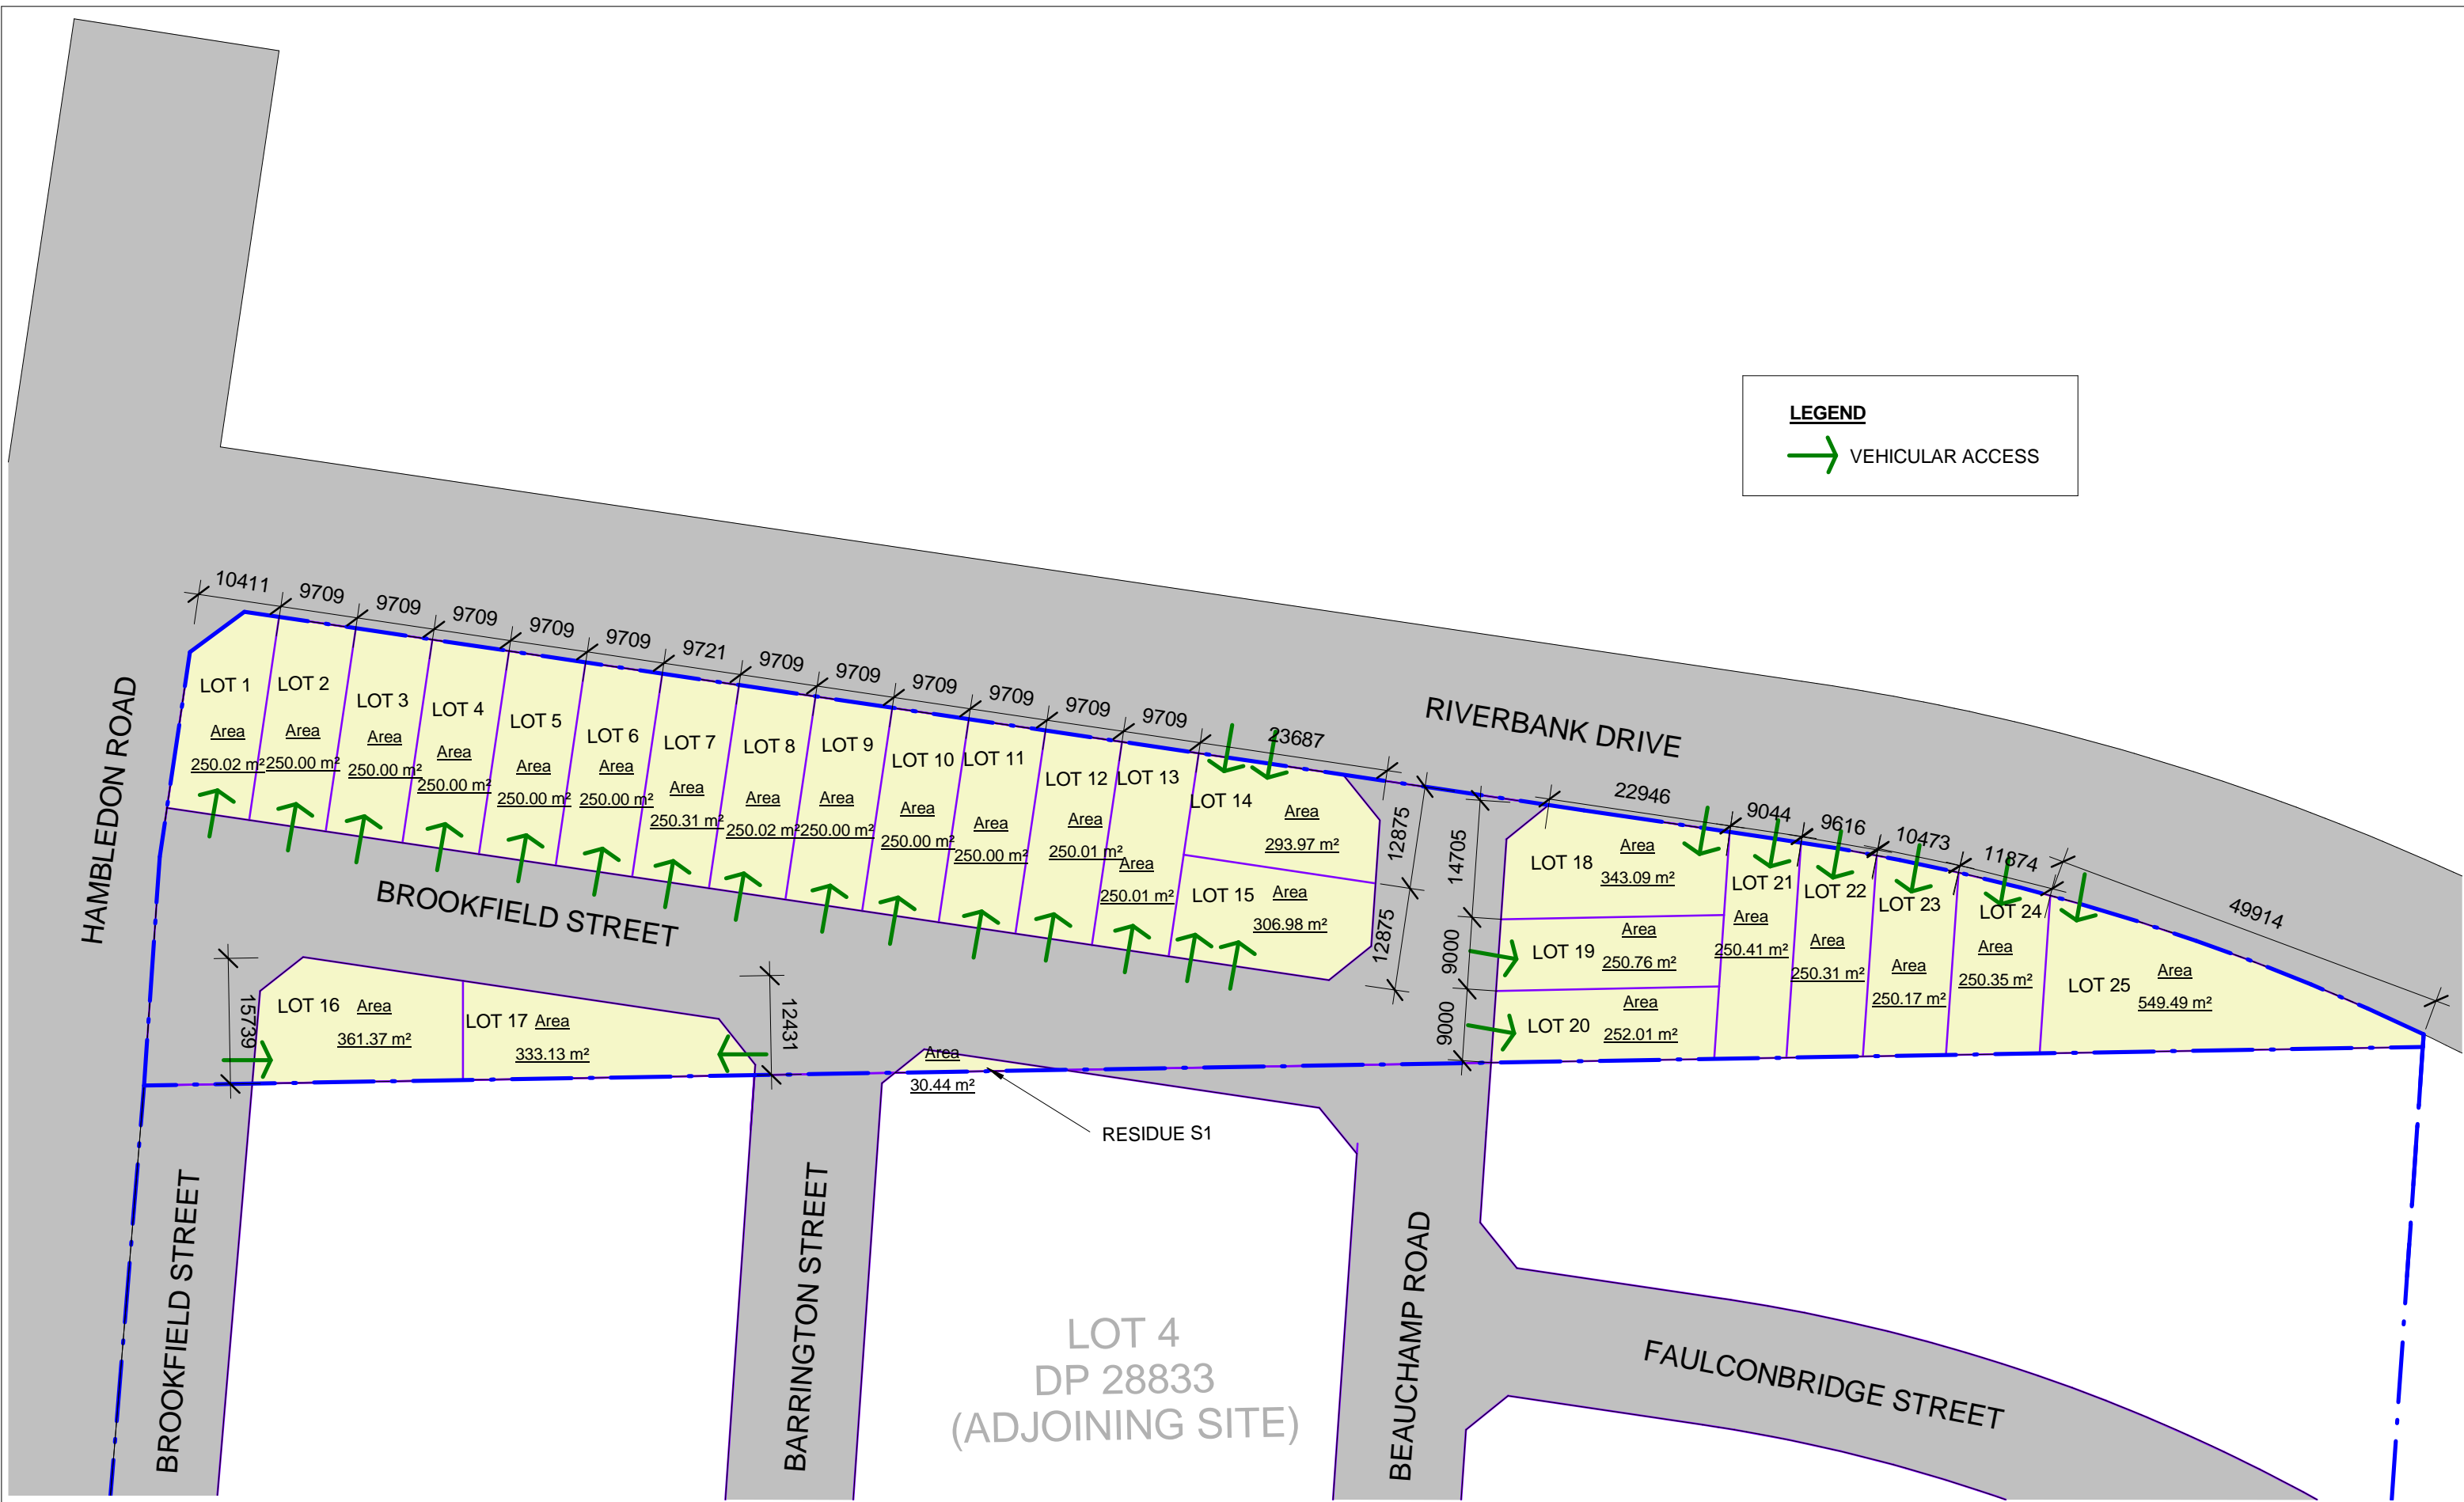 LEGEND
VEHICULAR ACCESS
HAMBLEDON ROAD
RIVERBANK DRIVE
BROOKFIELD STREET
BROOKFIELD STREET
BARRINGTON STREET
BEAUCHAMP ROAD
FAULCONBRIDGE STREET
10411
9709
9709
9709
9709
9709
9721
9709
9709
9709
9709
9709
9709
23687
12875
12875
14705
9000
9000
22946
9044
9616
10473
11874
49914
15739
12431
LOT 1
Area
250.02 m²
LOT 2
Area
250.00 m²
LOT 3
Area
250.00 m²
LOT 4
Area
250.00 m²
LOT 5
Area
250.00 m²
LOT 6
Area
250.00 m²
LOT 7
Area
250.31 m²
LOT 8
Area
250.02 m²
LOT 9
Area
250.00 m²
LOT 10
Area
250.00 m²
LOT 11
Area
250.00 m²
LOT 12
Area
250.01 m²
LOT 13
Area
250.01 m²
LOT 14
Area
293.97 m²
LOT 15
Area
306.98 m²
LOT 16
Area
361.37 m²
LOT 17
Area
333.13 m²
LOT 18
Area
343.09 m²
LOT 19
Area
250.76 m²
LOT 20
Area
252.01 m²
LOT 21
Area
250.41 m²
LOT 22
Area
250.31 m²
LOT 23
Area
250.17 m²
LOT 24
Area
250.35 m²
LOT 25
Area
549.49 m²
Area
30.44 m²
RESIDUE S1
LOT 4
DP 28833
(ADJOINING SITE)